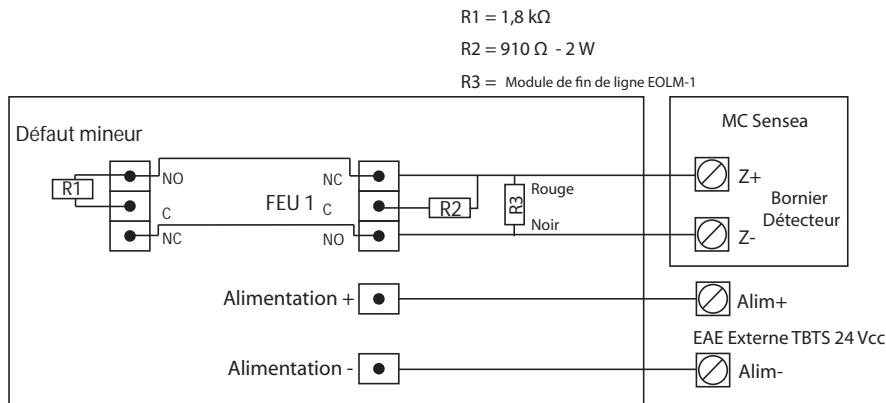 R1 = 1,8 kΩ
R2 = 910 Ω - 2 W
R3 = Module de fin de ligne EOLM-1
Défaut mineur
MC Sensea
R1
NO
C
NC
FEU 1
NC
C
NO
R2
R3
Rouge
Noir
Z+
Bornier
Détecteur
Z-
Alimentation +
Alim+
EAE Externe TBTS 24 Vcc
Alimentation -
Alim-